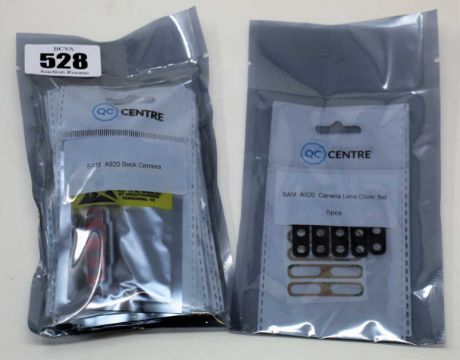 BCVA
528
Auction Rooms
QC CENTRE
SAM A920 Back Camera
QC CENTRE
SAM A920 Camera Lens Cover Set
5pcs